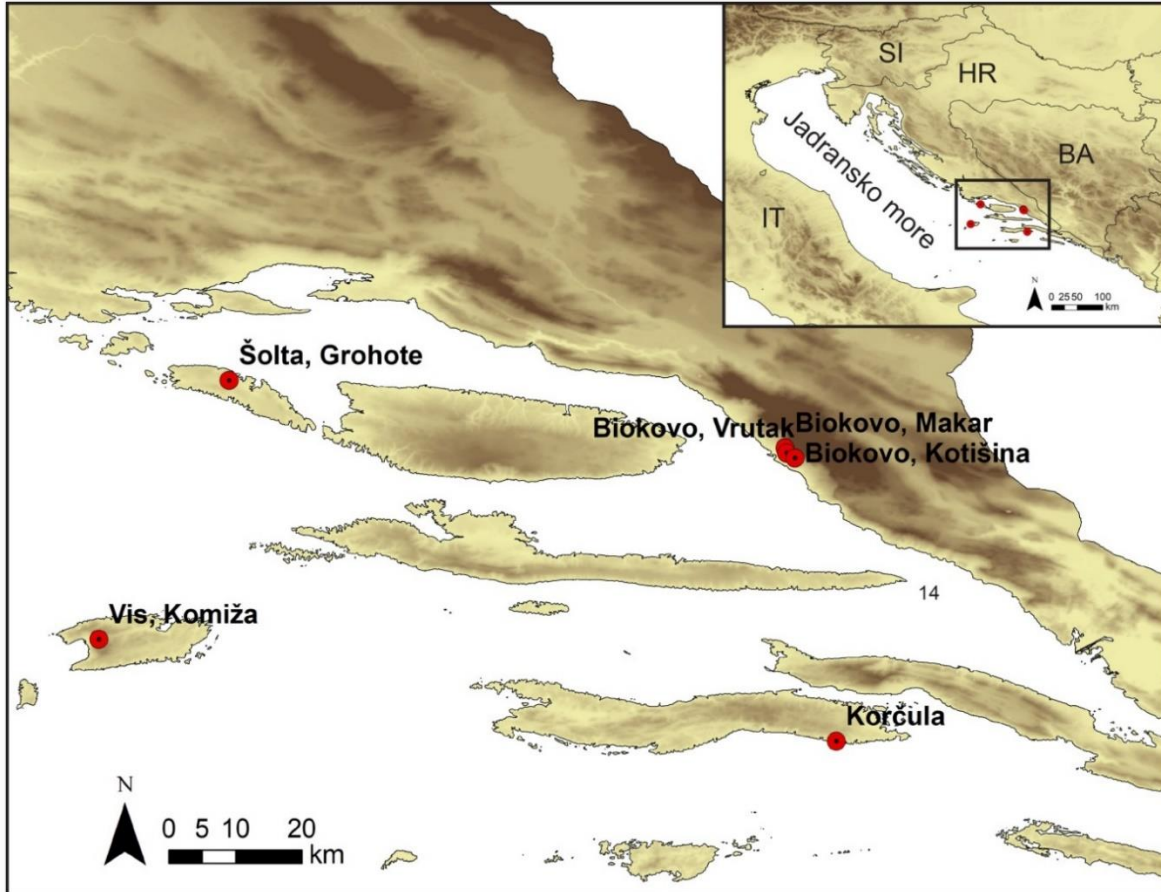 SI
HR
Jadransko more
BA
IT
N
0 25 50 100
km
Šolta, Grohote
Biokovo, Vrutak
Biokovo, Makar
Biokovo, Kotišina
14
Vis, Komiža
Korčula
N
0 5 10 20
km